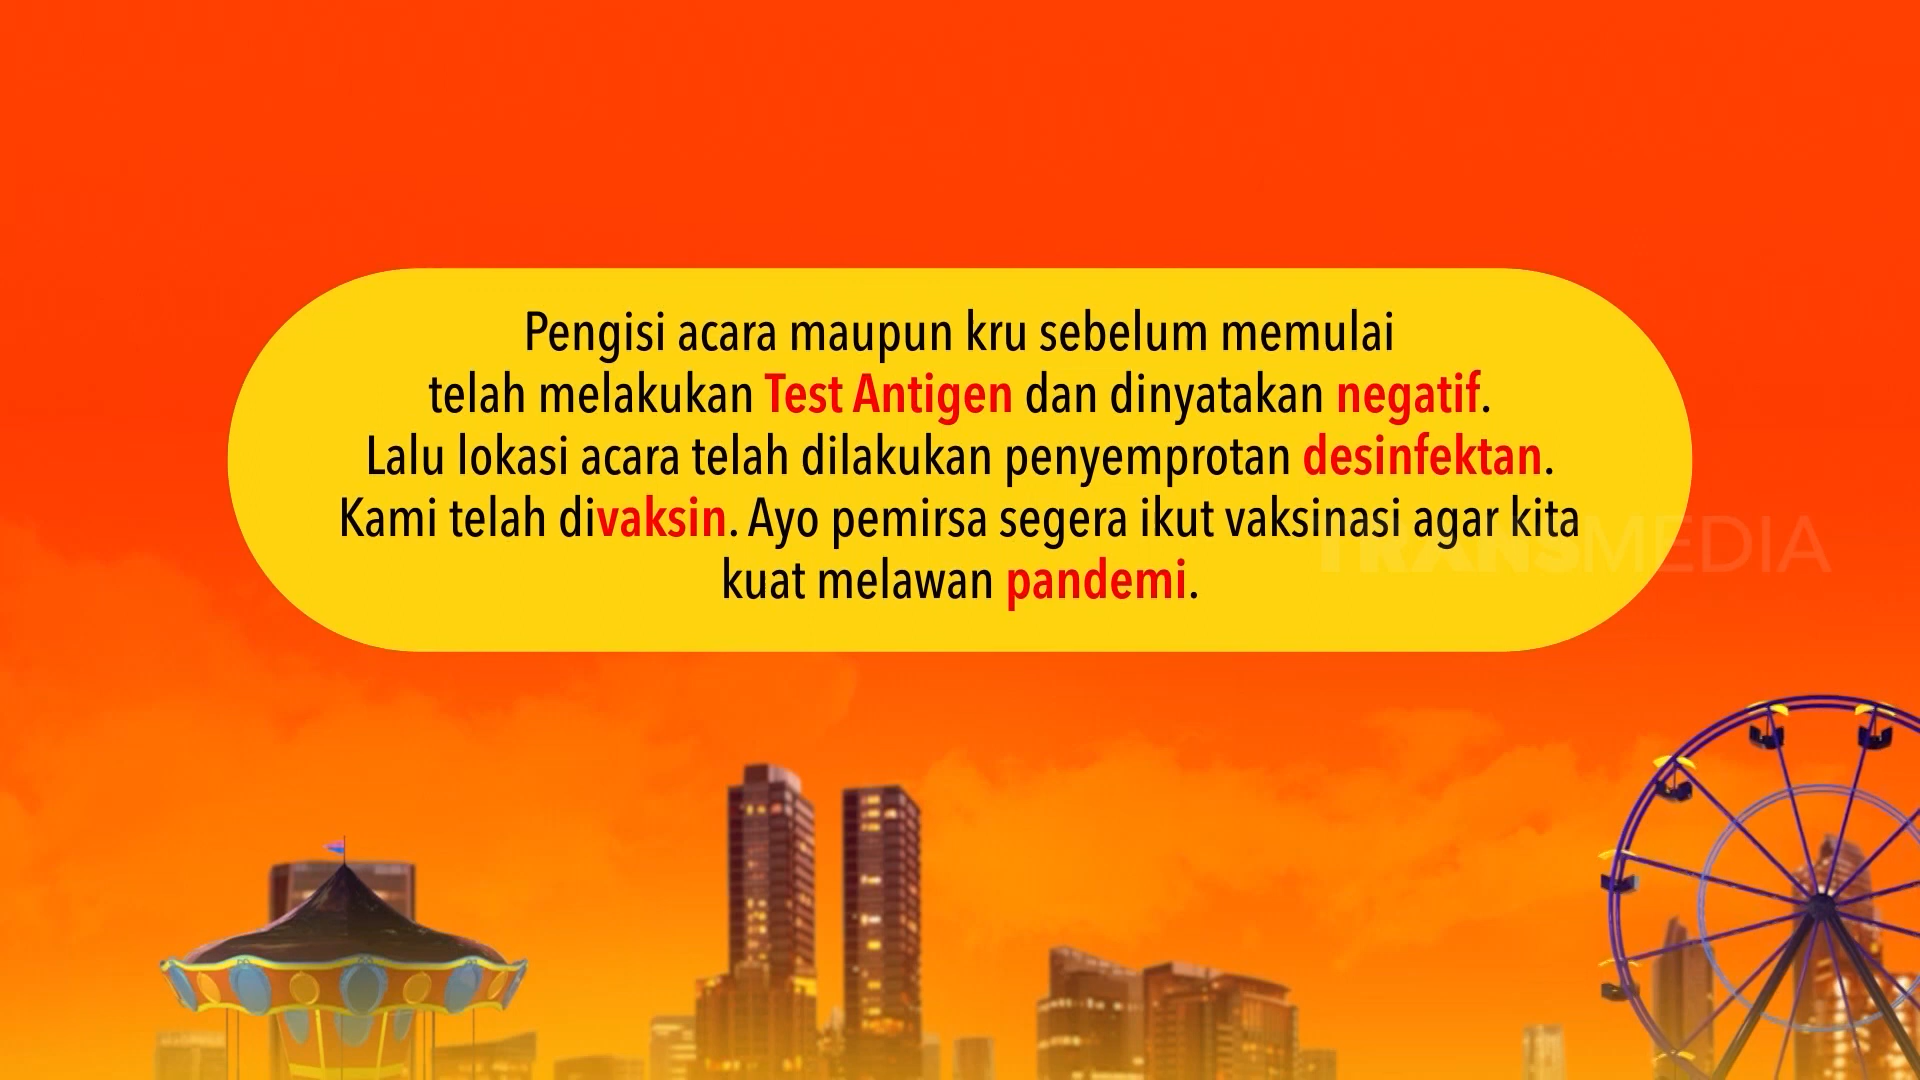 Pengisi acara maupun kru sebelum memulai
telah melakukan Test Antigen dan dinyatakan negatif.
Lalu lokasi acara telah dilakukan penyemprotan desinfektan.
Kami telah divaksin. Ayo pemirsa segera ikut vaksinasi agar kita
kuat melawan pandemi.
TRANSMEDIA